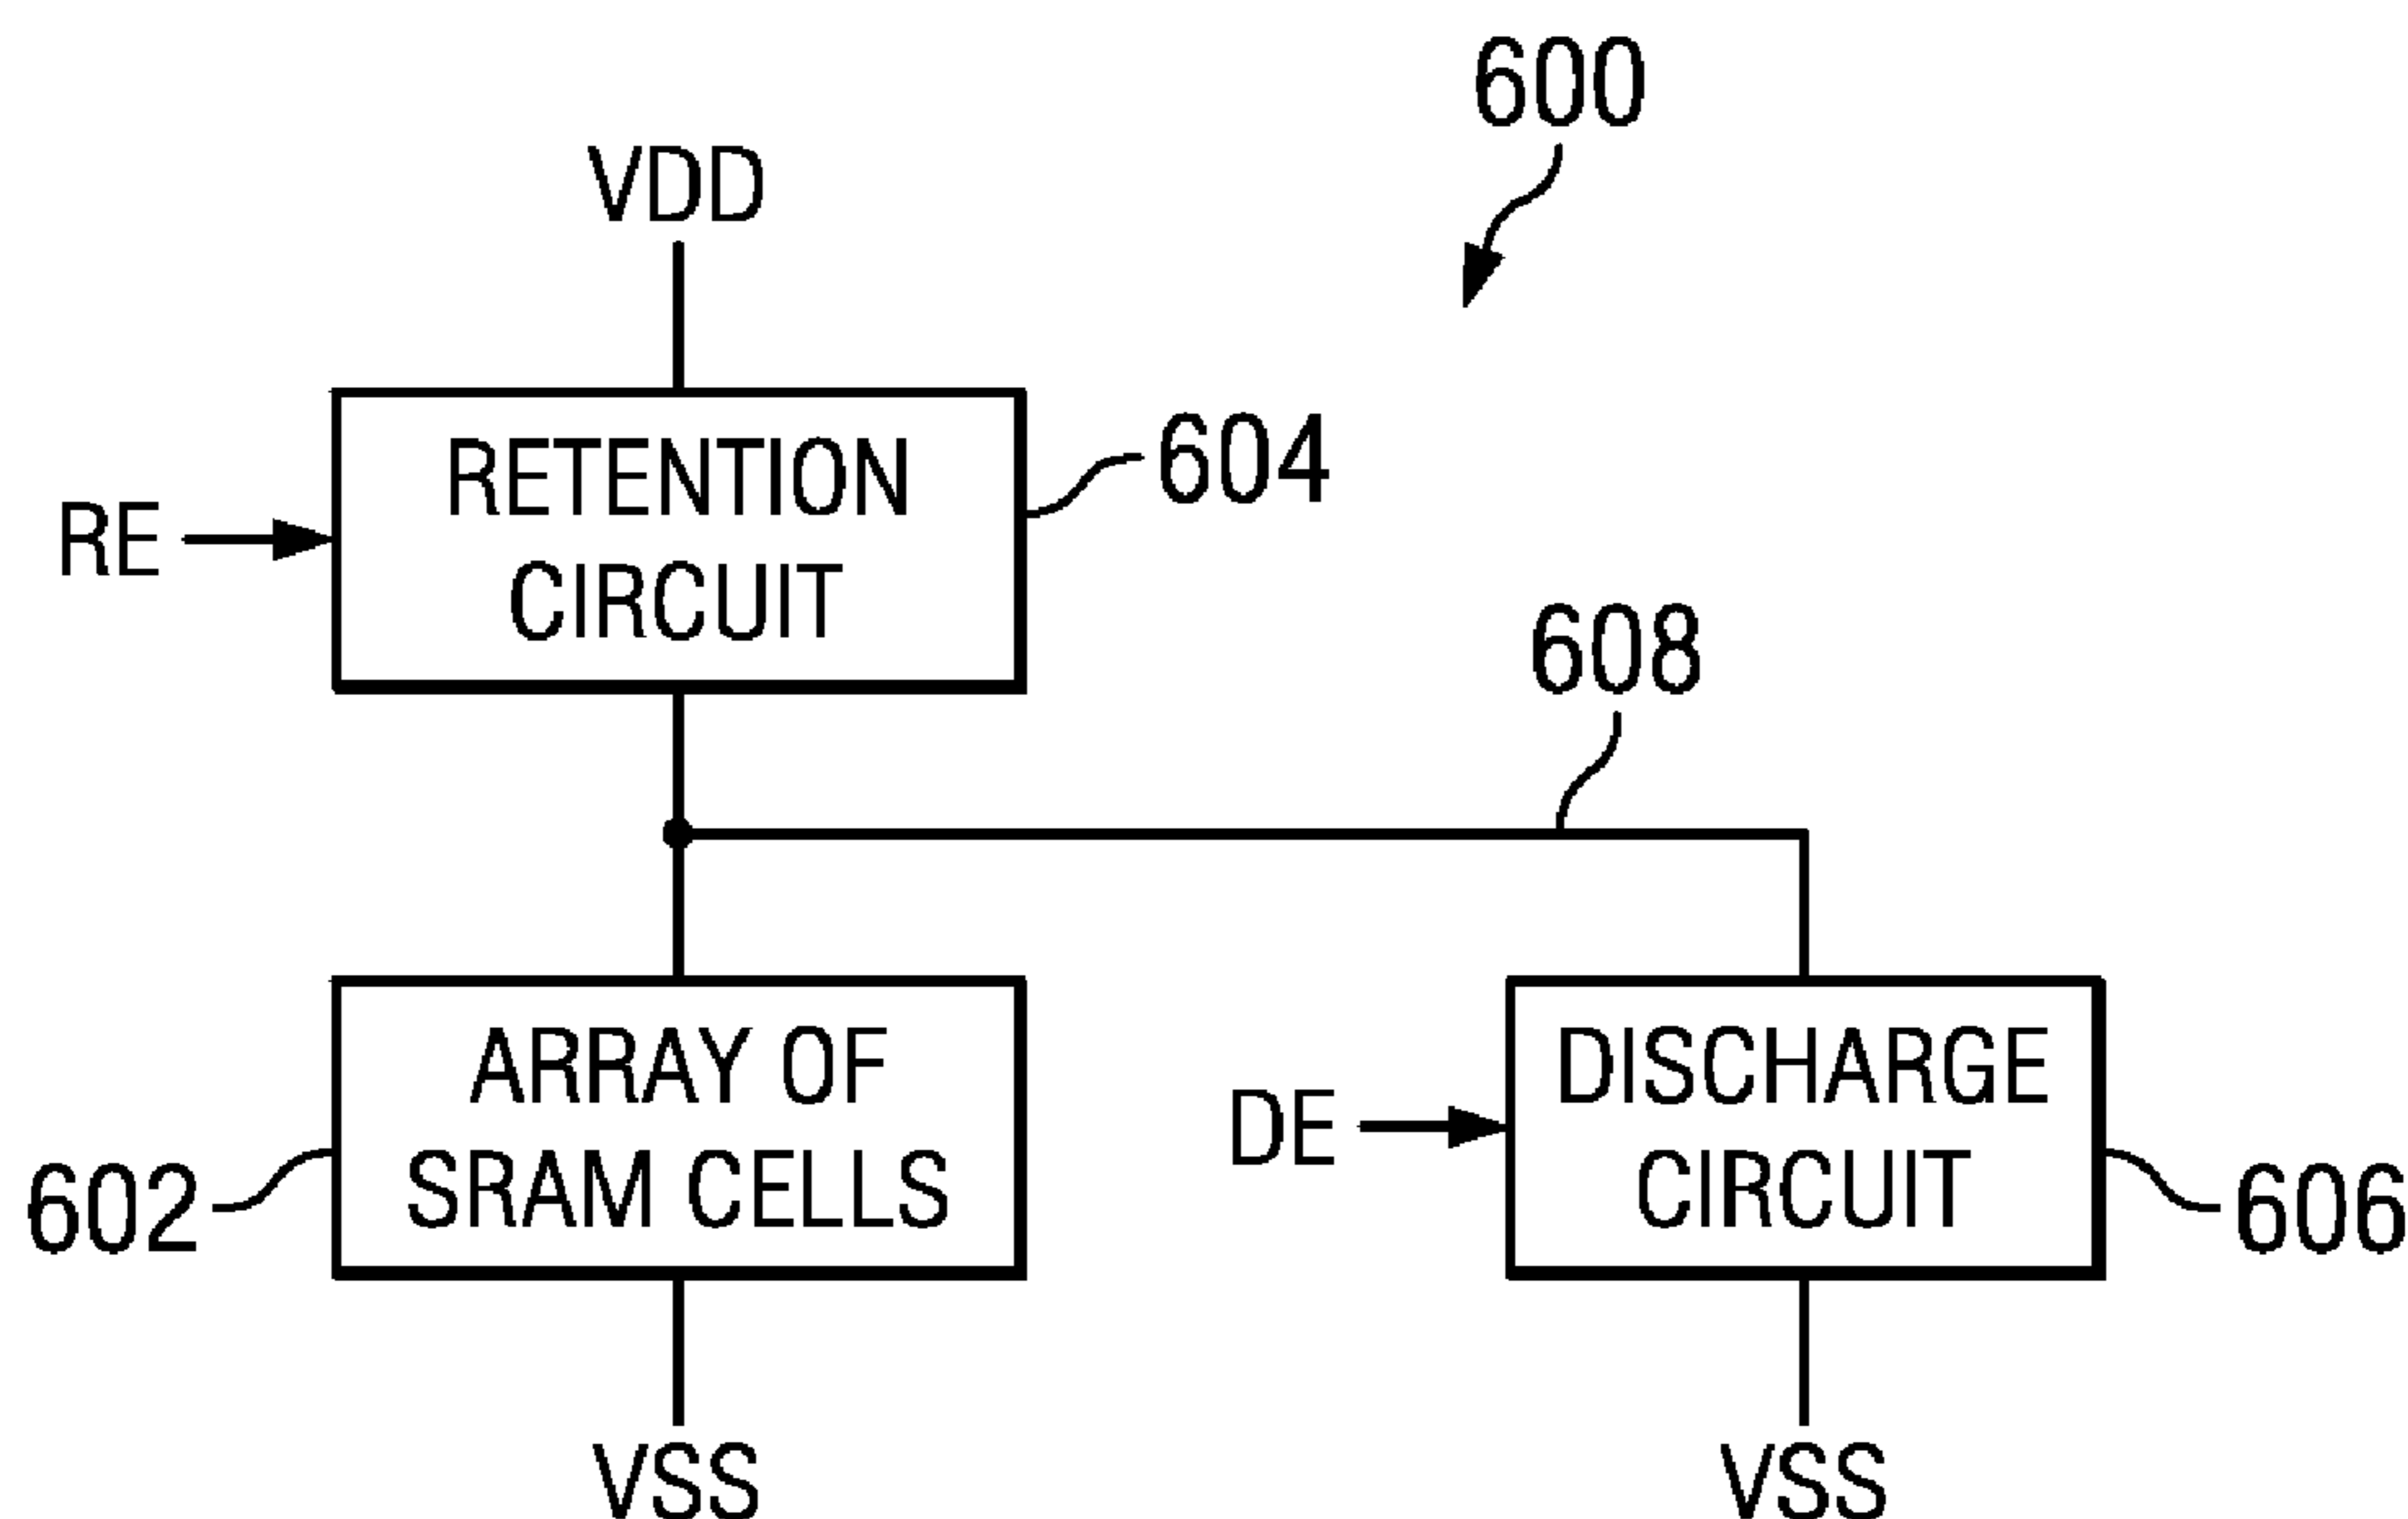 600
VDD
RETENTION
CIRCUIT
604
RE
608
ARRAY OF
SRAM CELLS
602
DISCHARGE
CIRCUIT
DE
606
VSS
VSS